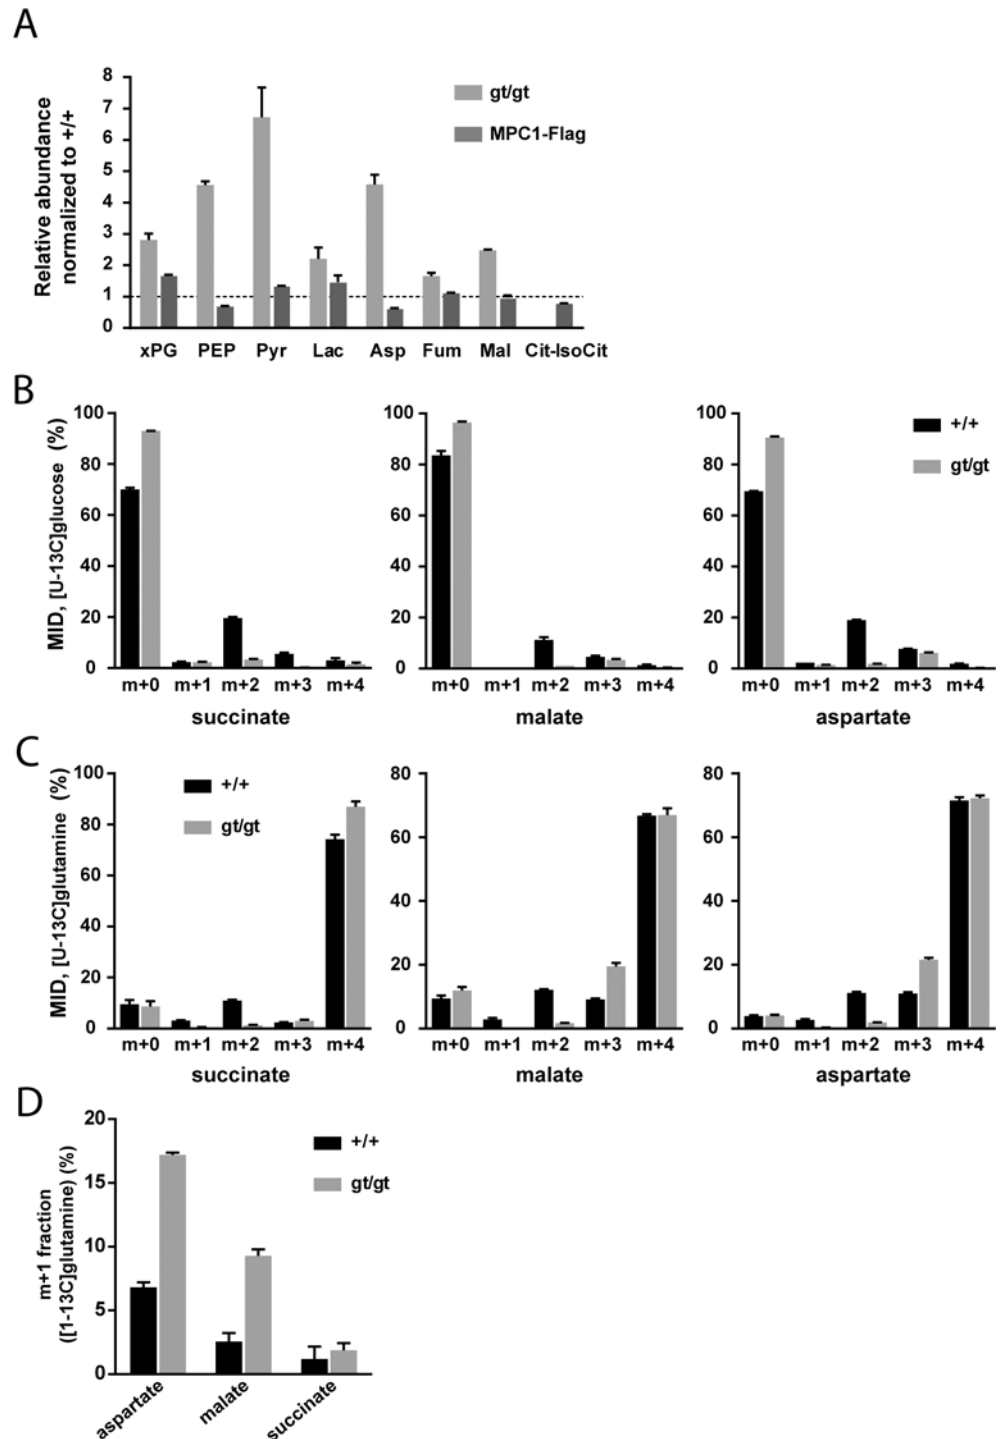 A
Relative abundance
normalized to +/+
8
7
6
5
4
3
2
1
0
gt/gt
MPC1-Flag
xPG PEP Pyr Lac Asp Fum Mal Cit-IsoCit
B
MID, [U-13C]glucose (%)
100
80
60
40
20
0
m+0 m+1 m+2 m+3 m+4
succinate
100
80
60
40
20
0
m+0 m+1 m+2 m+3 m+4
malate
100
80
60
40
20
0
+/+
gt/gt
m+0 m+1 m+2 m+3 m+4
aspartate
C
MID, [U-13C]glutamine (%)
100
80
60
40
20
0
+/+
gt/gt
m+0 m+1 m+2 m+3 m+4
succinate
80
60
40
20
0
m+0 m+1 m+2 m+3 m+4
malate
80
60
40
20
0
m+0 m+1 m+2 m+3 m+4
aspartate
D
m+1 fraction
([1-13C]glutamine) (%)
20
15
10
5
0
+/+
gt/gt
aspartate
malate
succinate